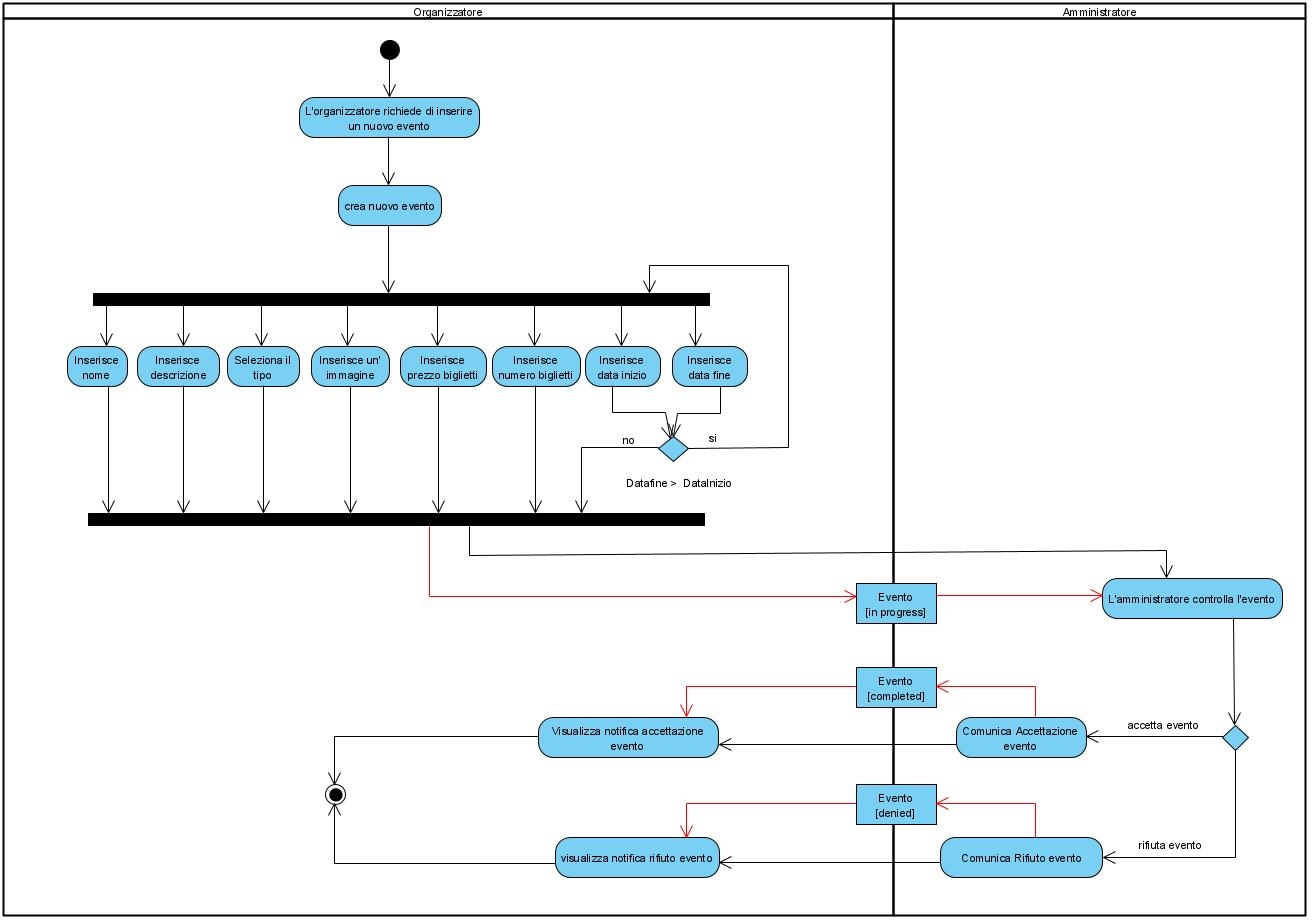 Organizzatore
Amministratore
L'organizzatore richiede di inserire
un nuovo evento
crea nuovo evento
Inserisce
nome
Inserisce
descrizione
Seleziona il
tipo
Inserisce un'
immagine
Inserisce
prezzo biglietti
Inserisce
numero biglietti
Inserisce
data inizio
Inserisce
data fine
no
si
Datafine > DataInizio
Evento
[in progress]
L'amministratore controlla l'evento
Evento
[completed]
Visualizza notifica accettazione
evento
Comunica Accettazione
evento
accetta evento
Evento
[denied]
visualizza notifica rifiuto evento
Comunica Rifiuto evento
rifiuta evento